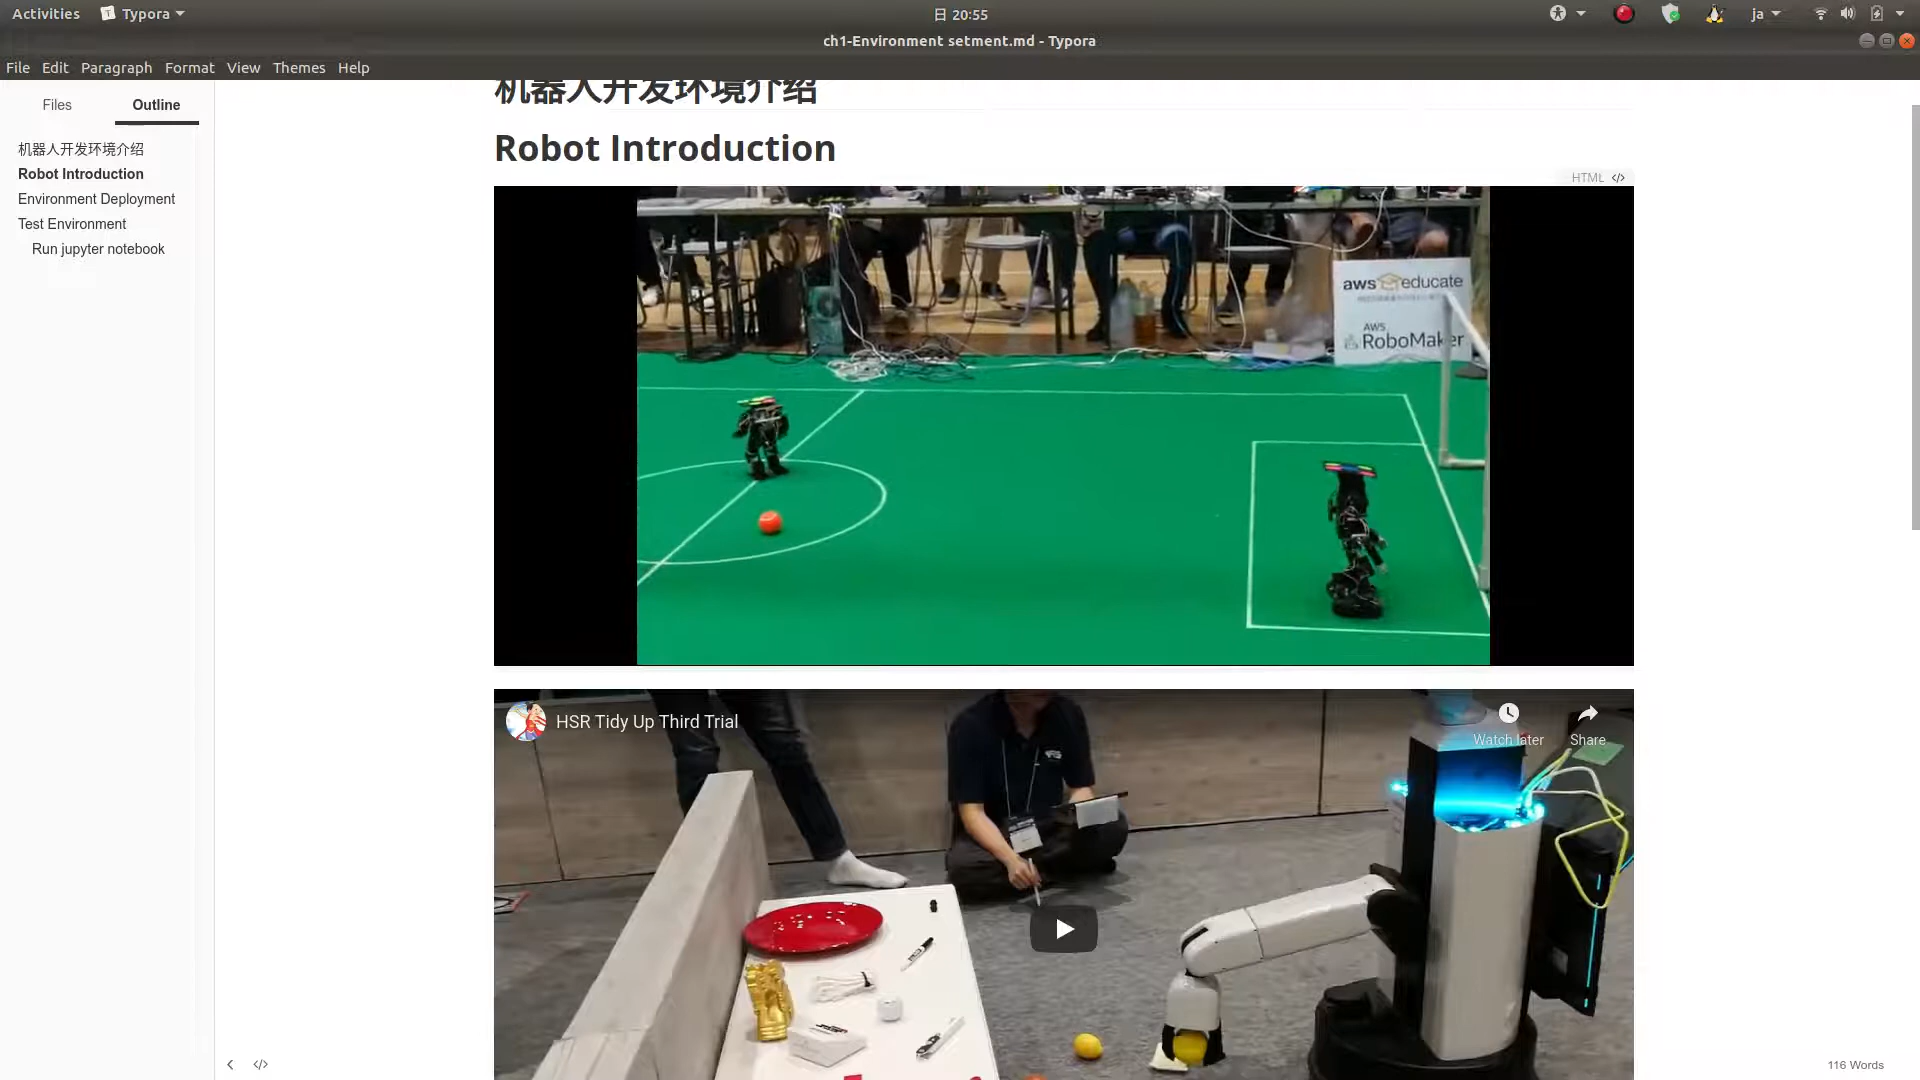 Activities Typora 日 20:55 ja
ch1-Environment setment.md - Typora
File Edit Paragraph Format View Themes Help
Files Outline
机器人开发环境介绍
Robot Introduction
Environment Deployment
Test Environment
Run jupyter notebook
机器人开发环境介绍
Robot Introduction
HTML </>
aws educate
AWS
RoboMaker
HSR Tidy Up Third Trial
Watch later Share
116 Words